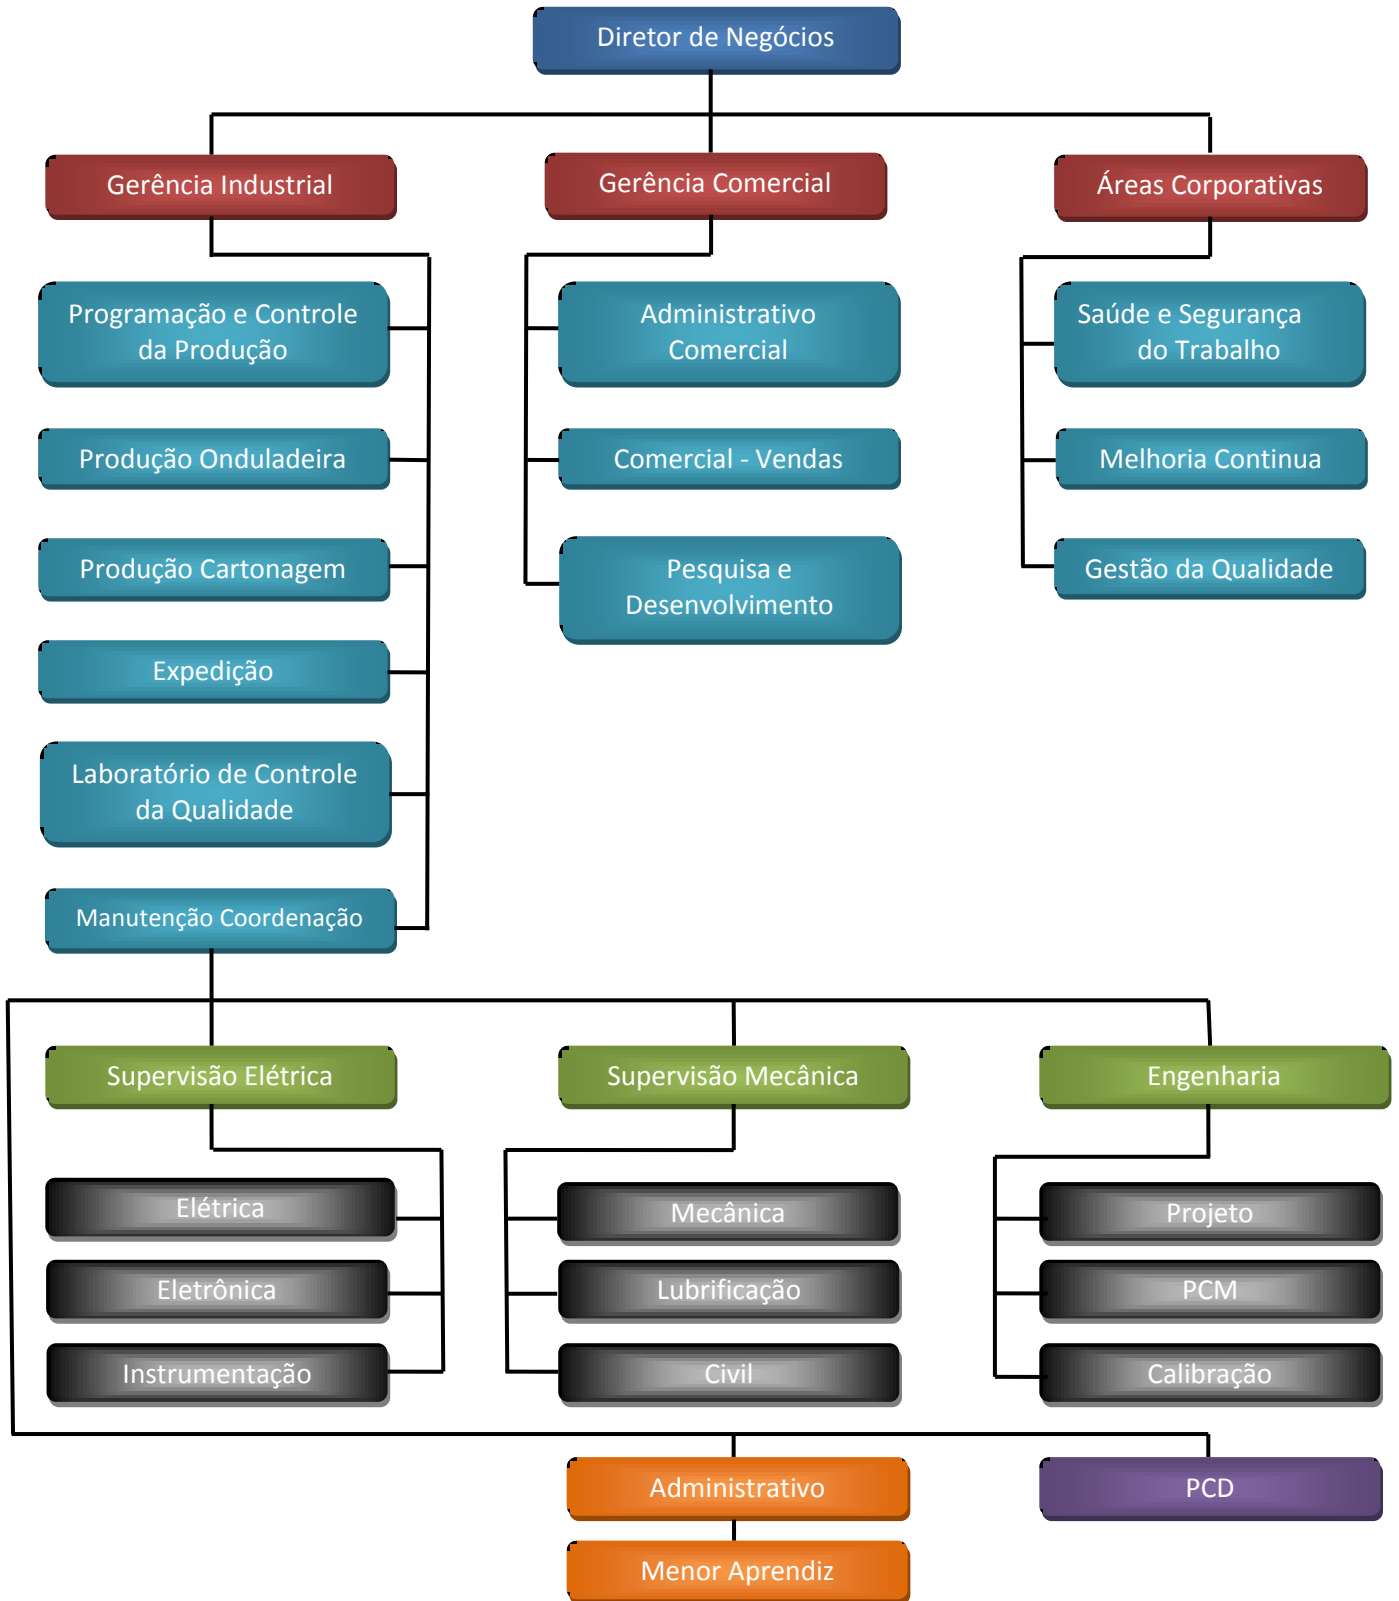 Diretor de Negócios
Gerência Industrial
Gerência Comercial
Áreas Corporativas
Programação e Controle
da Produção
Administrativo
Comercial
Saúde e Segurança
do Trabalho
Produção Onduladeira
Comercial - Vendas
Melhoria Continua
Produção Cartonagem
Pesquisa e
Desenvolvimento
Gestão da Qualidade
Expedição
Laboratório de Controle
da Qualidade
Manutenção Coordenação
Supervisão Elétrica
Supervisão Mecânica
Engenharia
Elétrica
Mecânica
Projeto
Eletrônica
Lubrificação
PCM
Instrumentação
Civil
Calibração
Administrativo
PCD
Menor Aprendiz